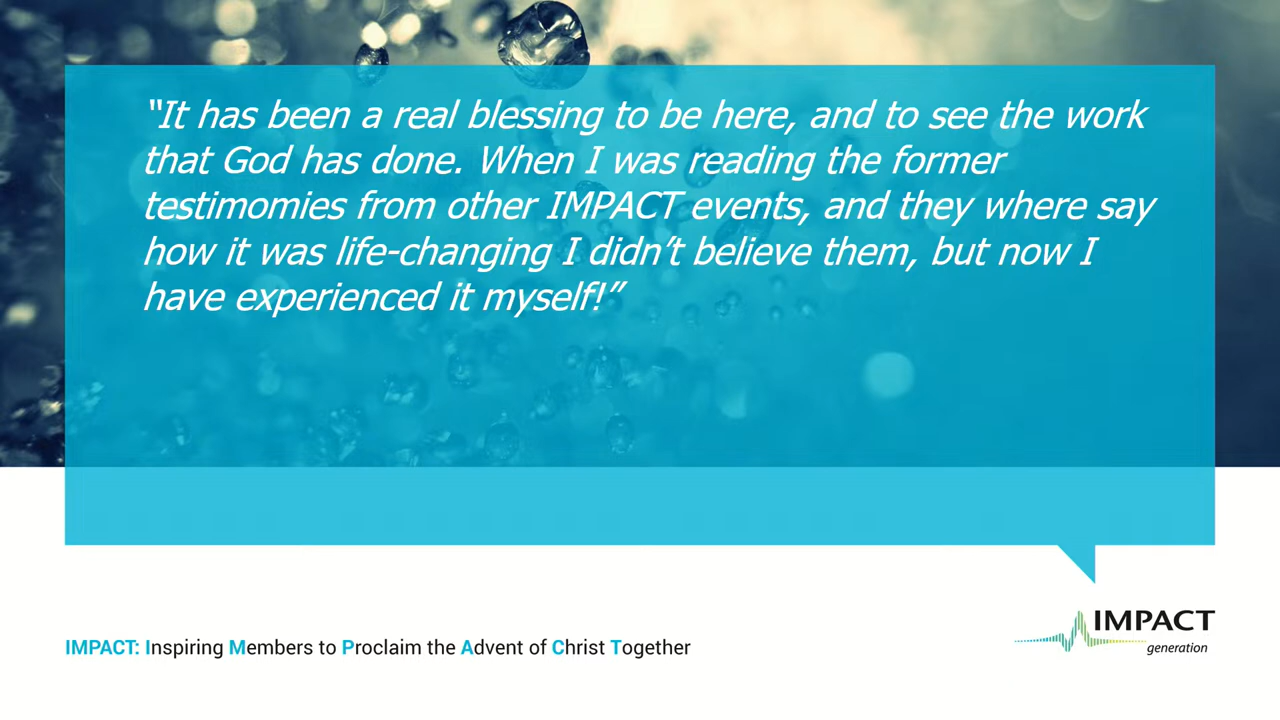 “It has been a real blessing to be here, and to see the work
that God has done. When I was reading the former
testimomies from other IMPACT events, and they where say
how it was life-changing I didn’t believe them, but now I
have experienced it myself!”
IMPACT
generation
IMPACT: Inspiring Members to Proclaim the Advent of Christ Together